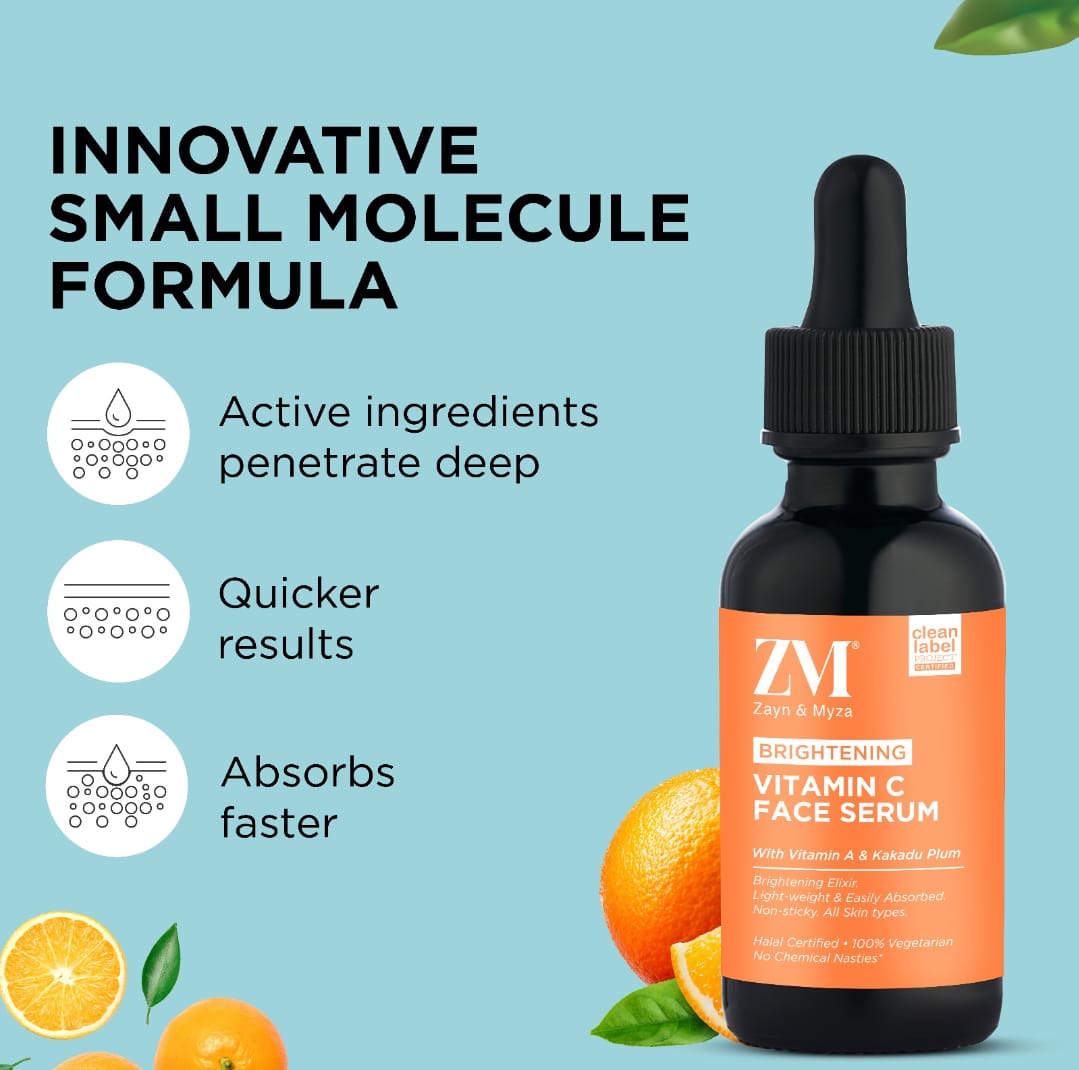 INNOVATIVE
SMALL MOLECULE
FORMULA
Active ingredients
penetrate deep
Quicker
results
Absorbs
faster
clean
label
PROJECT
CERTIFIED
ZM®
Zayn & Myza
BRIGHTENING
VITAMIN C
FACE SERUM
With Vitamin A & Kakadu Plum
Brightening Elixir.
Light-weight & Easily Absorbed.
Non-sticky. All Skin types.
Halal Certified • 100% Vegetarian
No Chemical Nasties*